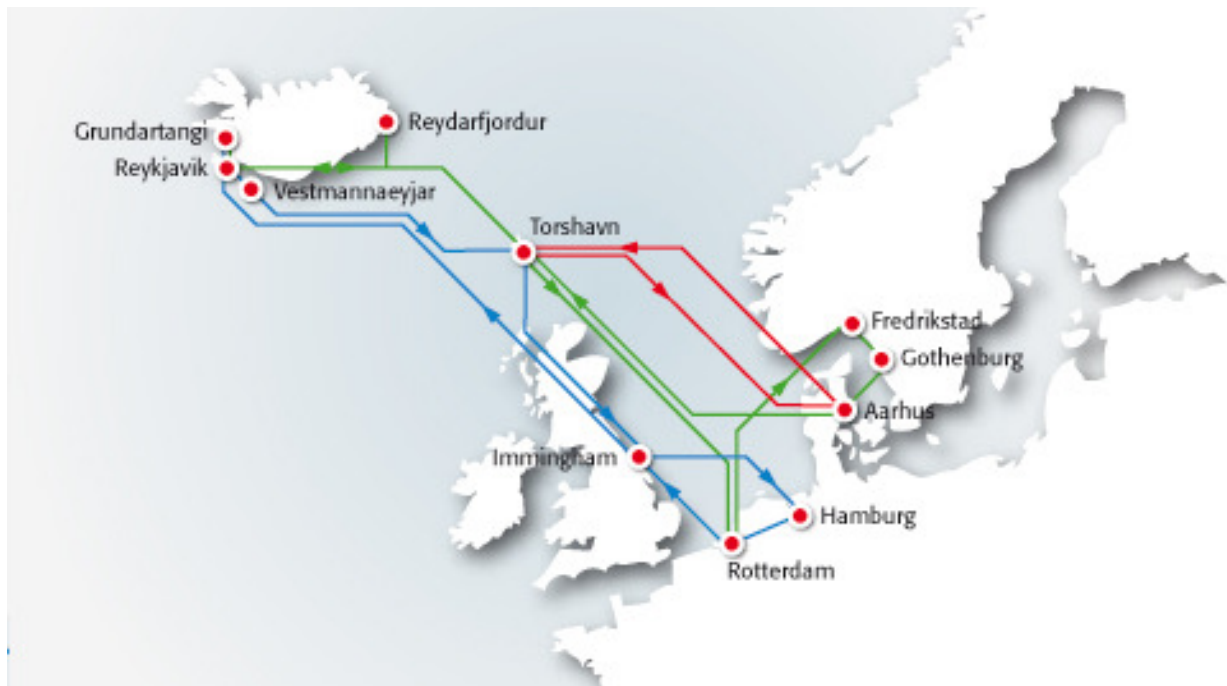 Grundartangi
Reydarfjordur
Reykjavik
Vestmannaeyjar
Torshavn
Fredrikstad
Gothenburg
Aarhus
Immingham
Hamburg
Rotterdam